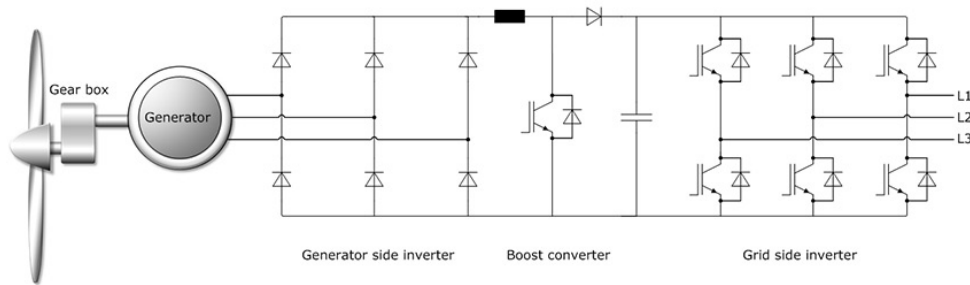 Gear box
Generator
L1
L2
L3
Generator side inverter
Boost converter
Grid side inverter